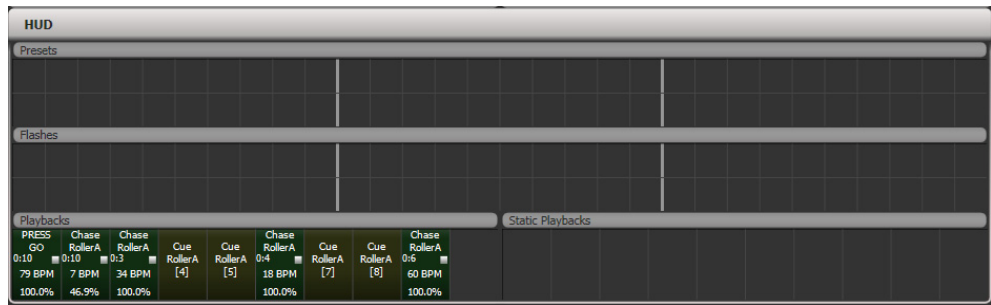 HUD
Presets
Flashes
Playbacks
Static Playbacks
PRESS
GO
0:10
79 BPM
100.0%
Chase
RollerA
0:10
7 BPM
46.9%
Chase
RollerA
0:3
34 BPM
100.0%
Cue
RollerA
[4]
Cue
RollerA
[5]
Chase
RollerA
0:4
18 BPM
100.0%
Cue
RollerA
[7]
Cue
RollerA
[8]
Chase
RollerA
0:6
60 BPM
100.0%